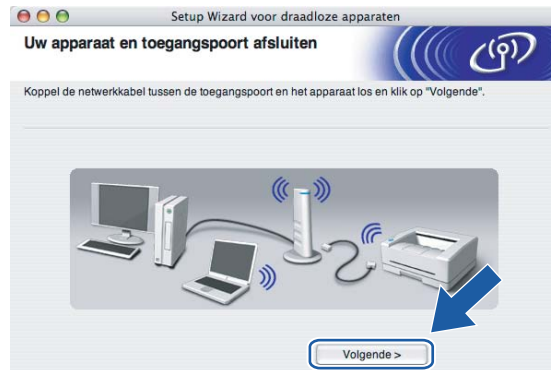 Setup Wizard voor draadloze apparaten
Uw apparaat en toegangspoort afsluiten
Koppel de netwerkkabel tussen de toegangspoort en het apparaat los en klik op "Volgende".
Volgende >